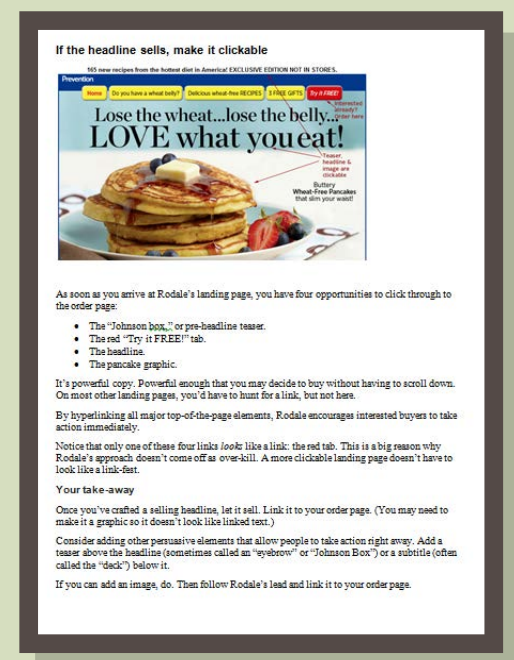 If the headline sells, make it clickable
165 new recipes from the hottest diet in America! EXCLUSIVE EDITION NOT IN STORES.
Prevention
Home
Do you have a wheat belly?
Delicious wheat-free RECIPES
3 FREE GIFTS
Try it FREE!
Interested
already?
Order here
Lose the wheat...lose the belly...
LOVE what you eat!
Teaser,
headline &
image are
clickable
Buttery
Wheat-Free Pancakes
that slim your waist!
As soon as you arrive at Rodale's landing page, you have four opportunities to click through to
the order page:
• The "Johnson box," or pre-headline teaser.
• The red "Try it FREE!" tab.
• The headline.
• The pancake graphic.
It's powerful copy. Powerful enough that you may decide to buy without having to scroll down.
On most other landing pages, you'd have to hunt for a link, but not here.
By hyperlinking all major top-of-the-page elements, Rodale encourages interested buyers to take
action immediately.
Notice that only one of these four links looks like a link: the red tab. This is a big reason why
Rodale's approach doesn't come off as over-kill. A more clickable landing page doesn't have to
look like a link-fest.
Your take-away
Once you've crafted a selling headline, let it sell. Link it to your order page. (You may need to
make it a graphic so it doesn't look like linked text.)
Consider adding other persuasive elements that allow people to take action right away. Add a
teaser above the headline (sometimes called an "eyebrow" or "Johnson Box") or a subtitle (often
called the "deck") below it.
If you can add an image, do. Then follow Rodale's lead and link it to your order page.